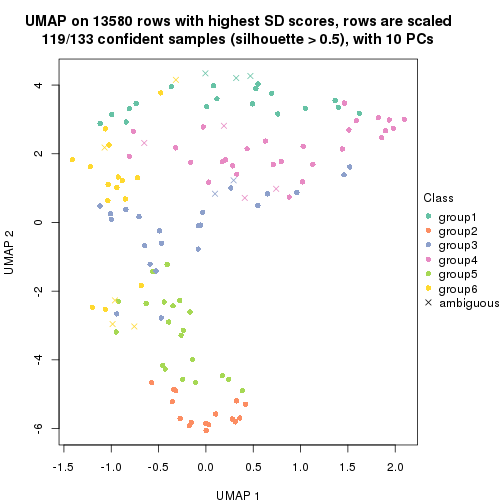 UMAP on 13580 rows with highest SD scores, rows are scaled
119/133 confident samples (silhouette > 0.5), with 10 PCs
UMAP 2
4
2
0
-2
-4
-6
-1.5
-1.0
-0.5
0.0
0.5
1.0
1.5
2.0
UMAP 1
Class
group1
group2
group3
group4
group5
group6
ambiguous